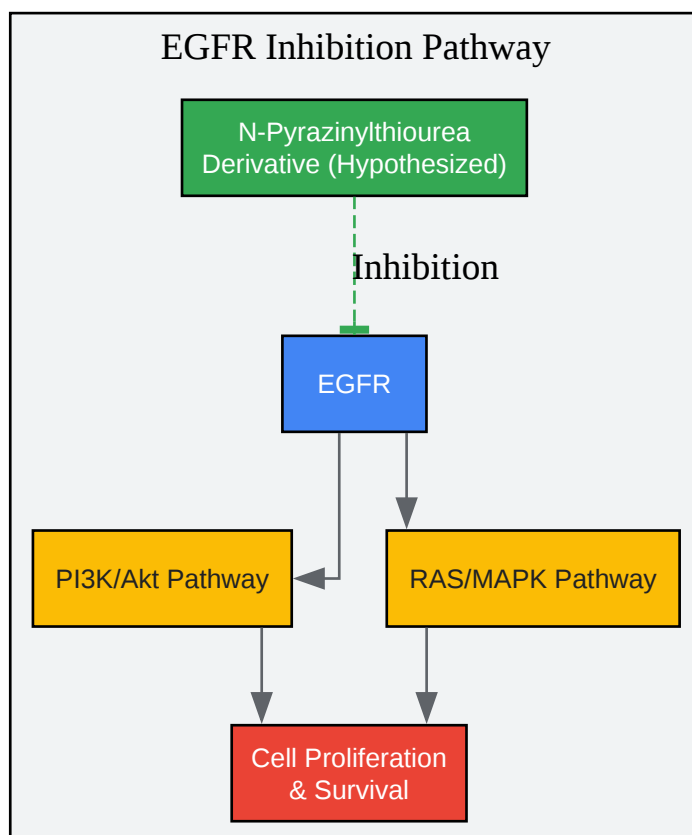 EGFR Inhibition Pathway
N-Pyrazinylthiourea
Derivative (Hypothesized)
Inhibition
EGFR
PI3K/Akt Pathway
RAS/MAPK Pathway
Cell Proliferation
& Survival